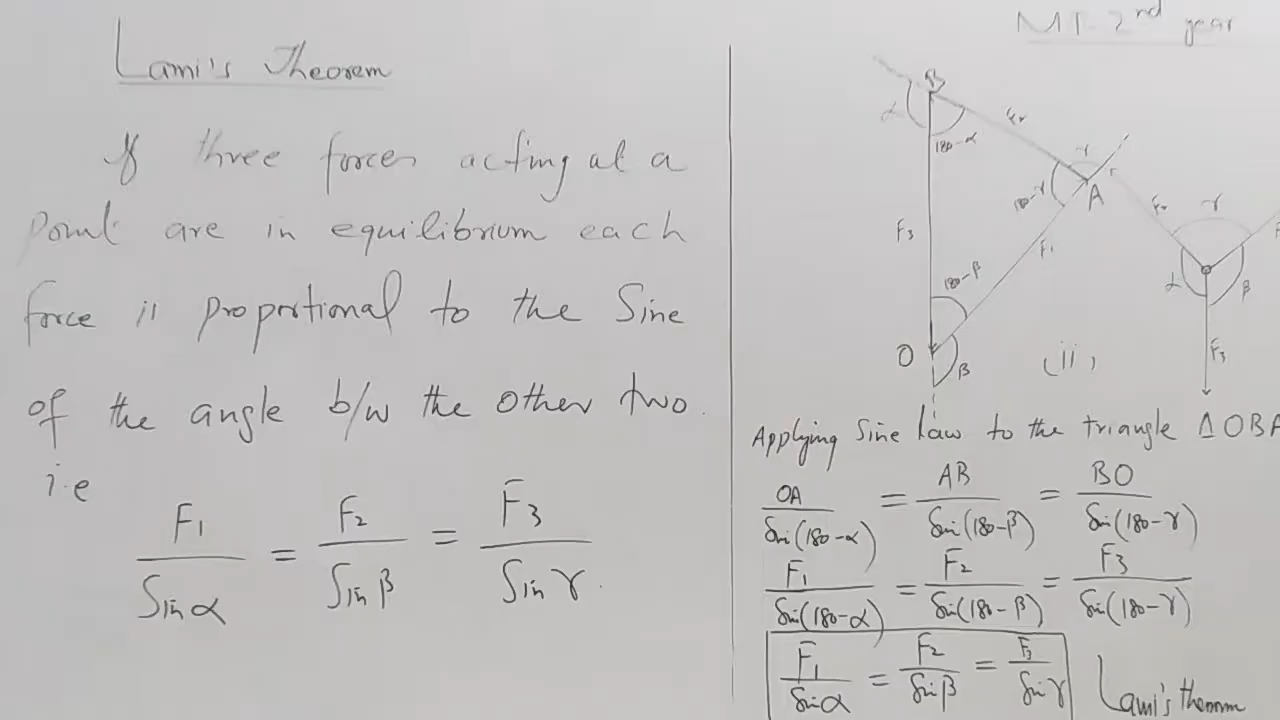 Lami's Theorem
If three forces acting at a
point are in equilibrium each
force is proportional to the Sine
of the angle b/w the other two.
i.e
F₁/Sin α = F₂/Sin β = F₃/Sin γ.
2nd year
B
α
180-α
F₂
γ
180-γ
A
F₃
F₁
180-β
O
β
(ii)
F₂
γ
α
β
F₃
Applying Sine law to the triangle ΔOBA
OA/Sin(180-α) = AB/Sin(180-β) = BO/Sin(180-γ)
F₁/Sin(180-α) = F₂/Sin(180-β) = F₃/Sin(180-γ)
F₁/Sin α = F₂/Sin β = F₃/Sin γ Lami's theorem